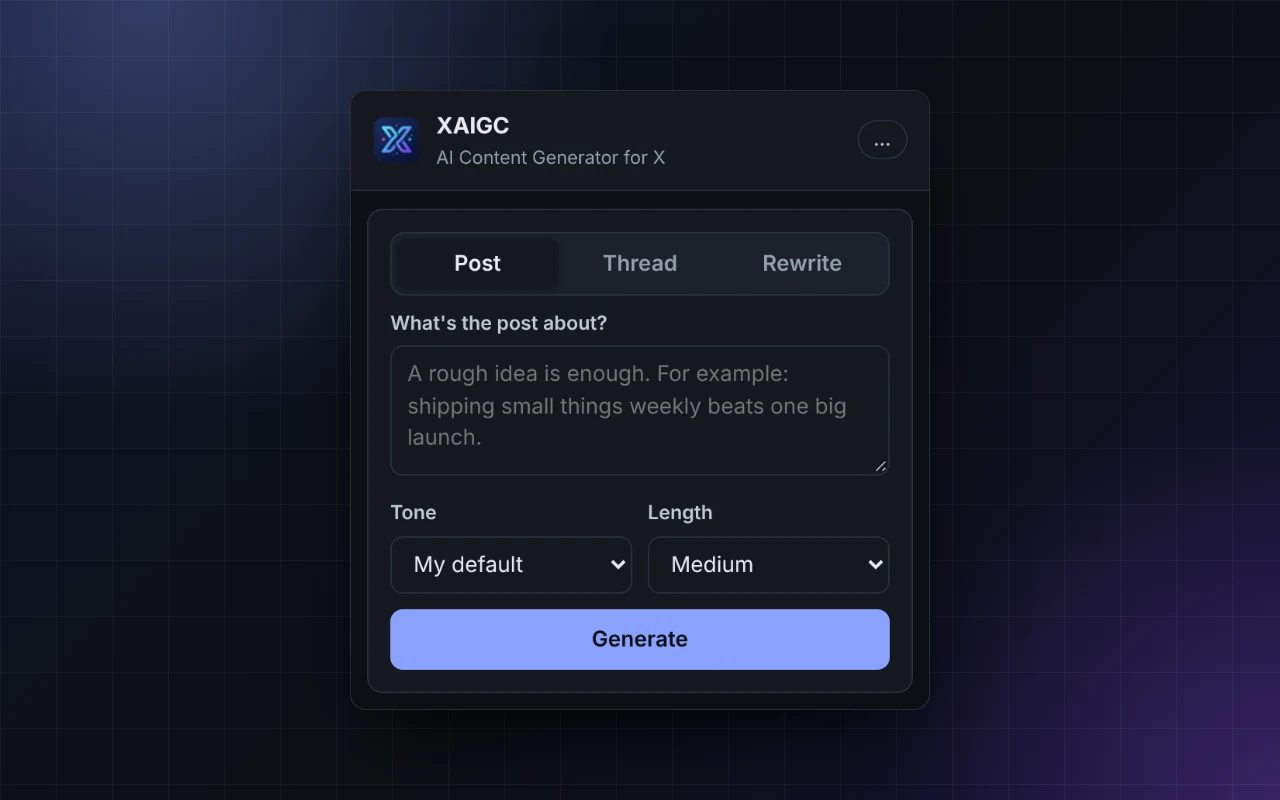 XAIGC
AI Content Generator for X
...
Post
Thread
Rewrite
What's the post about?
A rough idea is enough. For example:
shipping small things weekly beats one big
launch.
Tone
Length
My default
Medium
Generate